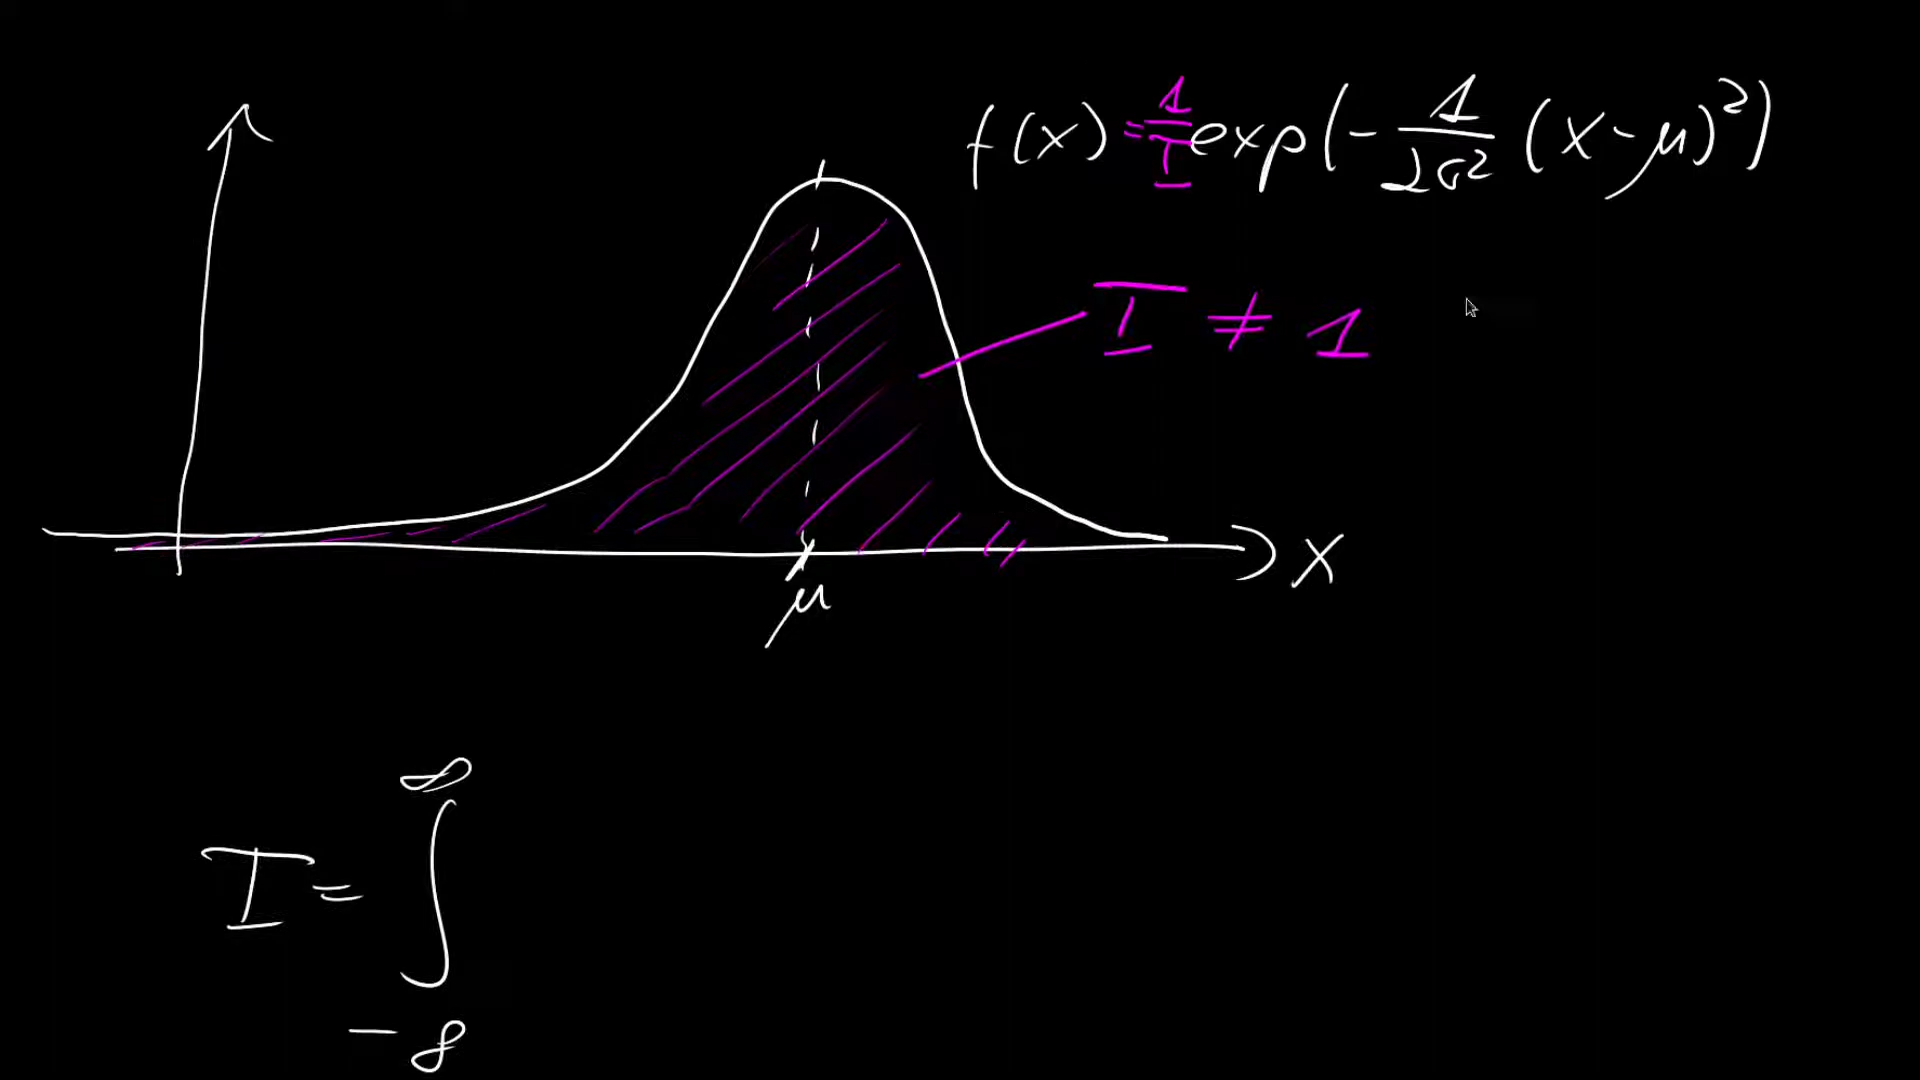 f(x) = 1/I exp(-1/2σ² (x-μ)²)
I ≠ 1
x
μ
I = ∫
∞
-∞